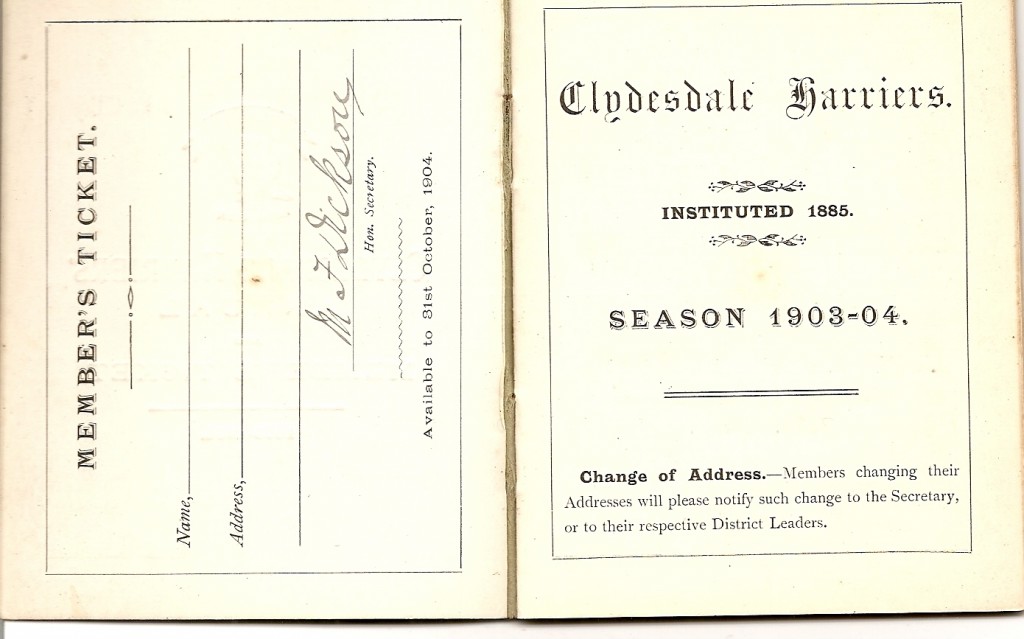 MEMBER'S TICKET.
Name,
Address,
M J Dickson
Hon. Secretary.
Available to 31st October, 1904.
Clydesdale Harriers.
INSTITUTED 1885.
SEASON 1903-04.
Change of Address.—Members changing their
Addresses will please notify such change to the Secretary,
or to their respective District Leaders.